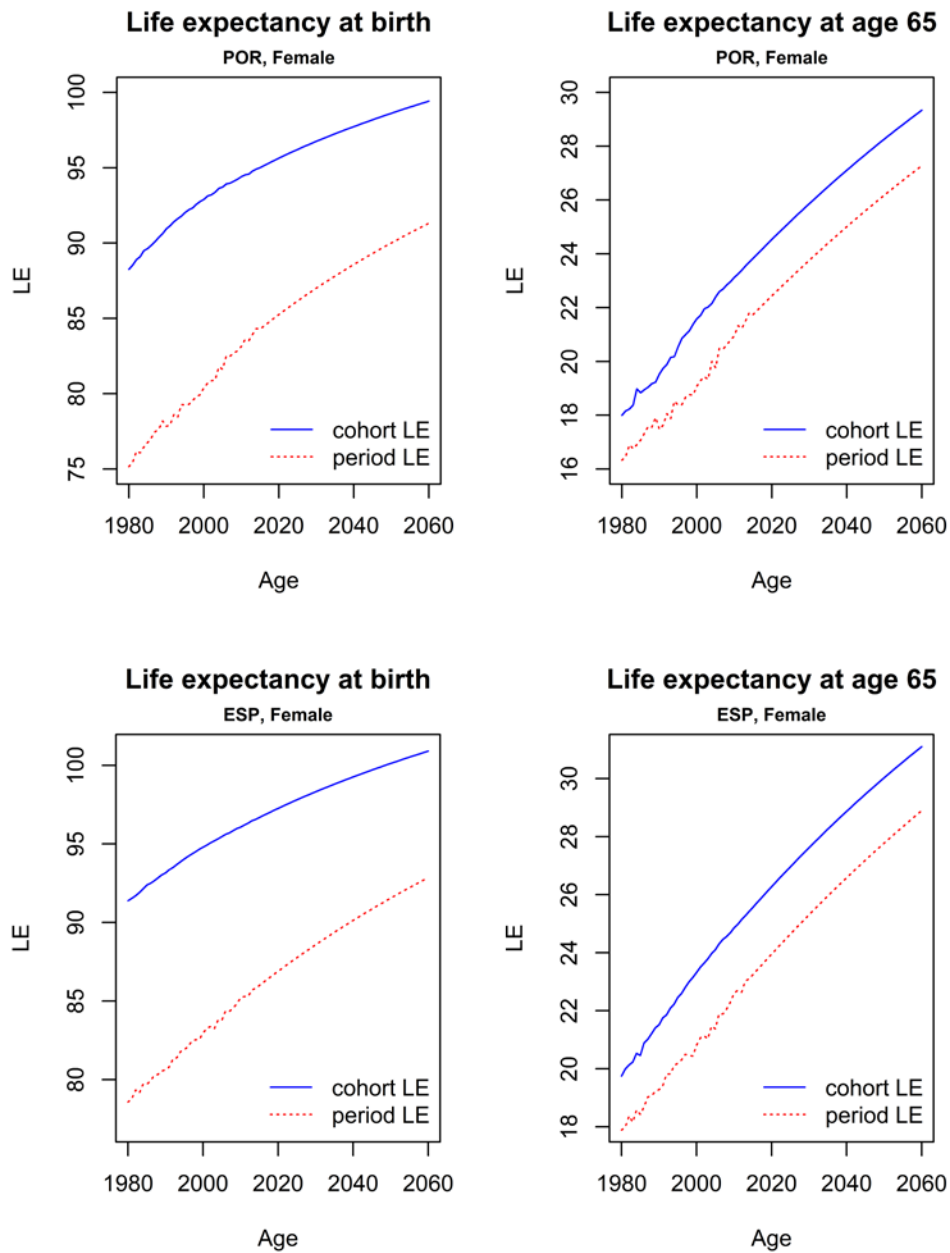 Life expectancy at birth
POR, Female
LE
100
95
90
85
80
75
cohort LE
period LE
1980 2000 2020 2040 2060
Age
Life expectancy at age 65
POR, Female
LE
30
28
26
24
22
20
18
16
cohort LE
period LE
1980 2000 2020 2040 2060
Age
Life expectancy at birth
ESP, Female
LE
100
95
90
85
80
cohort LE
period LE
1980 2000 2020 2040 2060
Age
Life expectancy at age 65
ESP, Female
LE
30
28
26
24
22
20
18
cohort LE
period LE
1980 2000 2020 2040 2060
Age